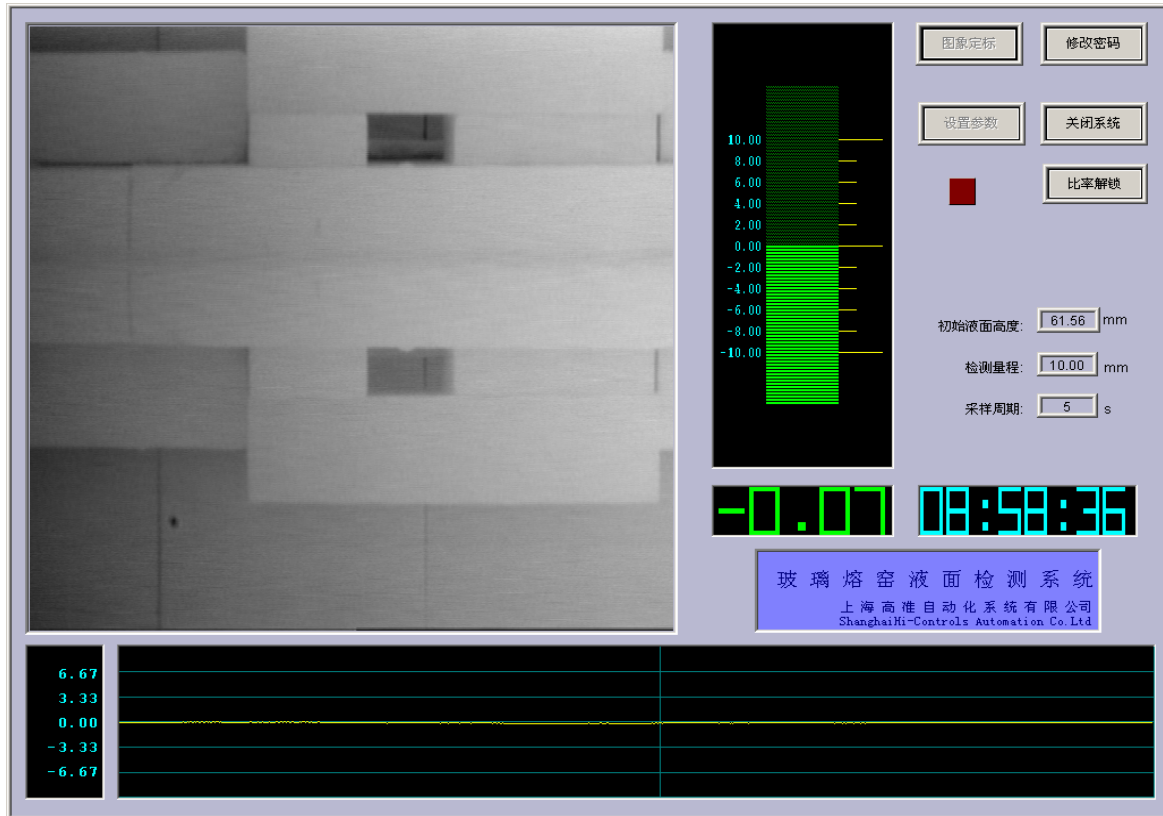 图象定标
修改密码
设置参数
关闭系统
比率解锁
10.00
8.00
6.00
4.00
2.00
0.00
-2.00
-4.00
-6.00
-8.00
-10.00
初始液面高度: 61.56 mm
检测量程: 10.00 mm
采样周期: 5 s
-0.07
08:58:36
玻璃熔窑液面检测系统
上海高准自动化系统有限公司
ShanghaiHi-Controls Automation Co.Ltd
6.67
3.33
0.00
-3.33
-6.67